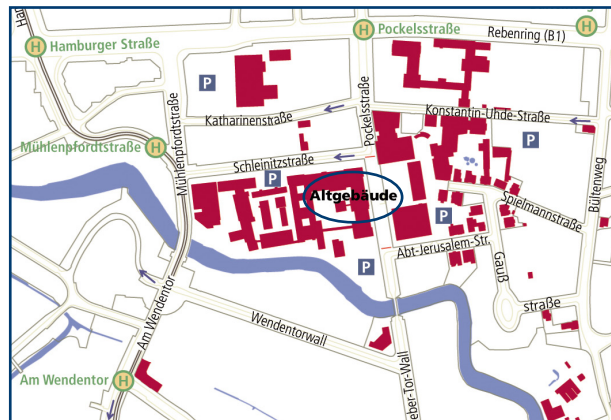 H Hamburger Straße
H Pockelsstraße
H
Rebenring (B1)
P
Katharinenstraße
Pockelsstraße
Konstantin-Uhde-Straße
P
Mühlenpfordtstraße H
Mühlenpfordtstraße
Schleinitzstraße
P
Altgebäude
Spielmannstraße
Bültenweg
P
Abt-Jerusalem-Str.
P
Gauß
straße
Am Wendentor
Wendentorwall
Am Wendentor H
eber-Tor-Wall